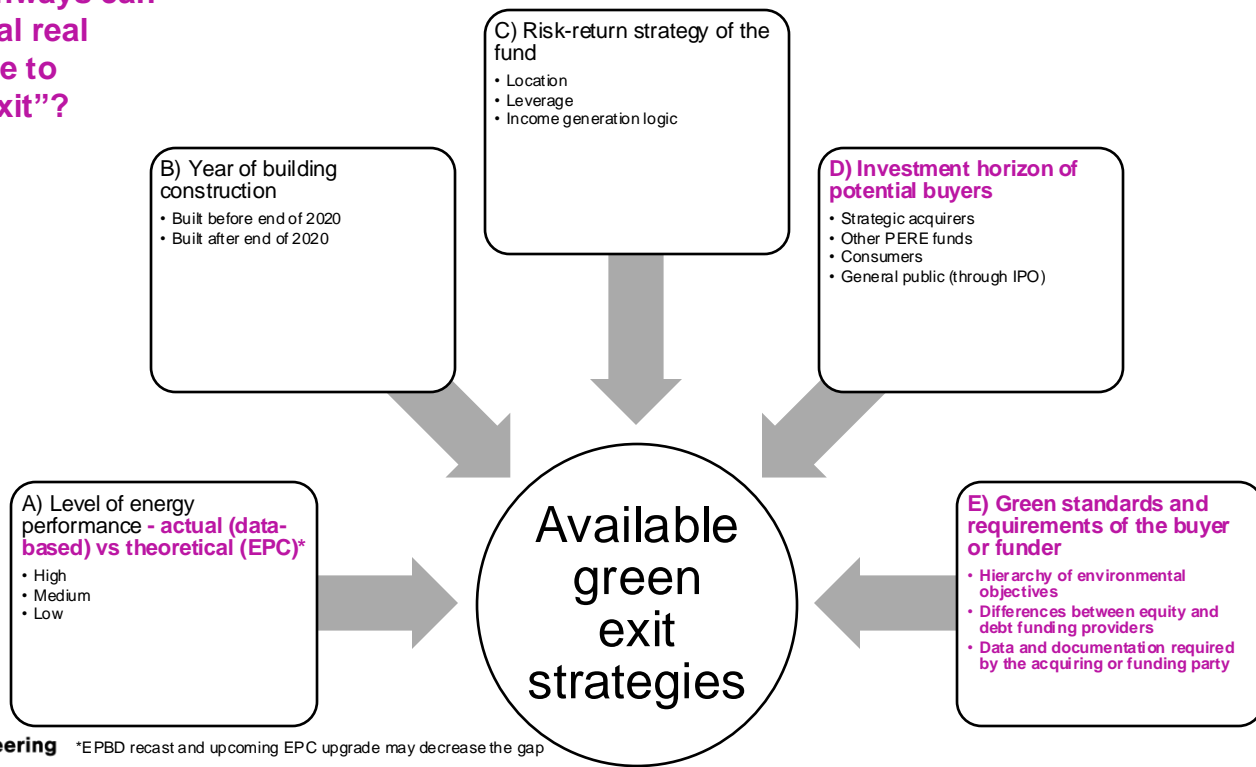 al real
e to
xit”?
C) Risk-return strategy of the
fund
• Location
• Leverage
• Income generation logic
B) Year of building
construction
• Built before end of 2020
• Built after end of 2020
D) Investment horizon of
potential buyers
• Strategic acquirers
• Other PERE funds
• Consumers
• General public (through IPO)
A) Level of energy
performance - actual (data-
based) vs theoretical (EPC)*
• High
• Medium
• Low
Available
green
exit
strategies
E) Green standards and
requirements of the buyer
or funder
• Hierarchy of environmental
objectives
• Differences between equity and
debt funding providers
• Data and documentation required
by the acquiring or funding party
eering *EPBD recast and upcoming EPC upgrade may decrease the gap